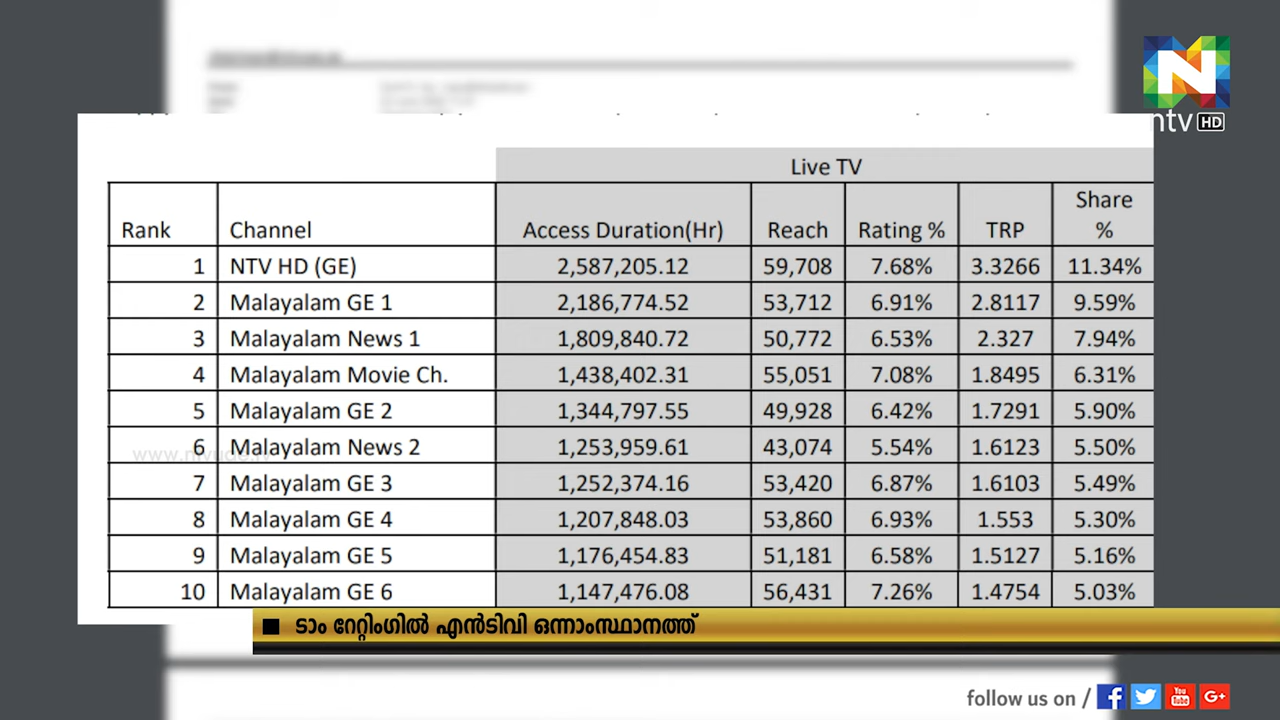 N
ntv HD
Live TV
Rank Channel Access Duration(Hr) Reach Rating % TRP Share %
1 NTV HD (GE) 2,587,205.12 59,708 7.68% 3.3266 11.34%
2 Malayalam GE 1 2,186,774.52 53,712 6.91% 2.8117 9.59%
3 Malayalam News 1 1,809,840.72 50,772 6.53% 2.327 7.94%
4 Malayalam Movie Ch. 1,438,402.31 55,051 7.08% 1.8495 6.31%
5 Malayalam GE 2 1,344,797.55 49,928 6.42% 1.7291 5.90%
6 Malayalam News 2 1,253,959.61 43,074 5.54% 1.6123 5.50%
7 Malayalam GE 3 1,252,374.16 53,420 6.87% 1.6103 5.49%
8 Malayalam GE 4 1,207,848.03 53,860 6.93% 1.553 5.30%
9 Malayalam GE 5 1,176,454.83 51,181 6.58% 1.5127 5.16%
10 Malayalam GE 6 1,147,476.08 56,431 7.26% 1.4754 5.03%
■ ടാം റേറ്റിംഗിൽ എൻടിവി ഒന്നാംസ്ഥാനത്ത്
follow us on / f You Tube G+